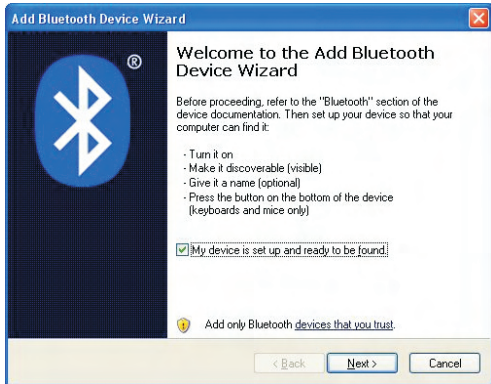 Add Bluetooth Device Wizard
®
Welcome to the Add Bluetooth
Device Wizard
Before proceeding, refer to the "Bluetooth" section of the
device documentation. Then set up your device so that your
computer can find it:
- Turn it on
- Make it discoverable (visible)
- Give it a name (optional)
- Press the button on the bottom of the device
(keyboards and mice only)
My device is set up and ready to be found.
Add only Bluetooth devices that you trust.
< Back Next > Cancel